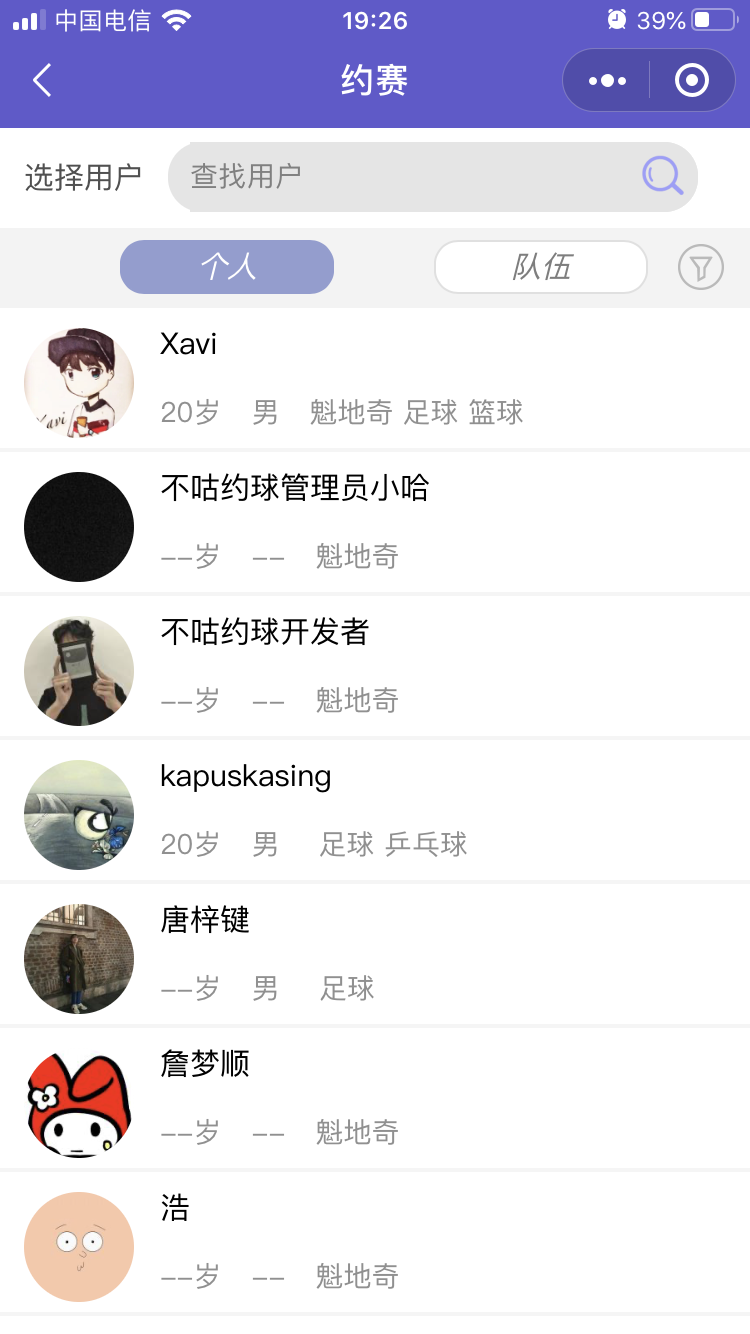 中国电信 19:26 39%
约赛
选择用户 查找用户
个人 队伍
Xavi
20岁 男 魁地奇 足球 篮球
不咕约球管理员小哈
--岁 -- 魁地奇
不咕约球开发者
--岁 -- 魁地奇
kapuskasing
20岁 男 足球 乒乓球
唐梓键
--岁 男 足球
詹梦顺
--岁 -- 魁地奇
浩
--岁 -- 魁地奇